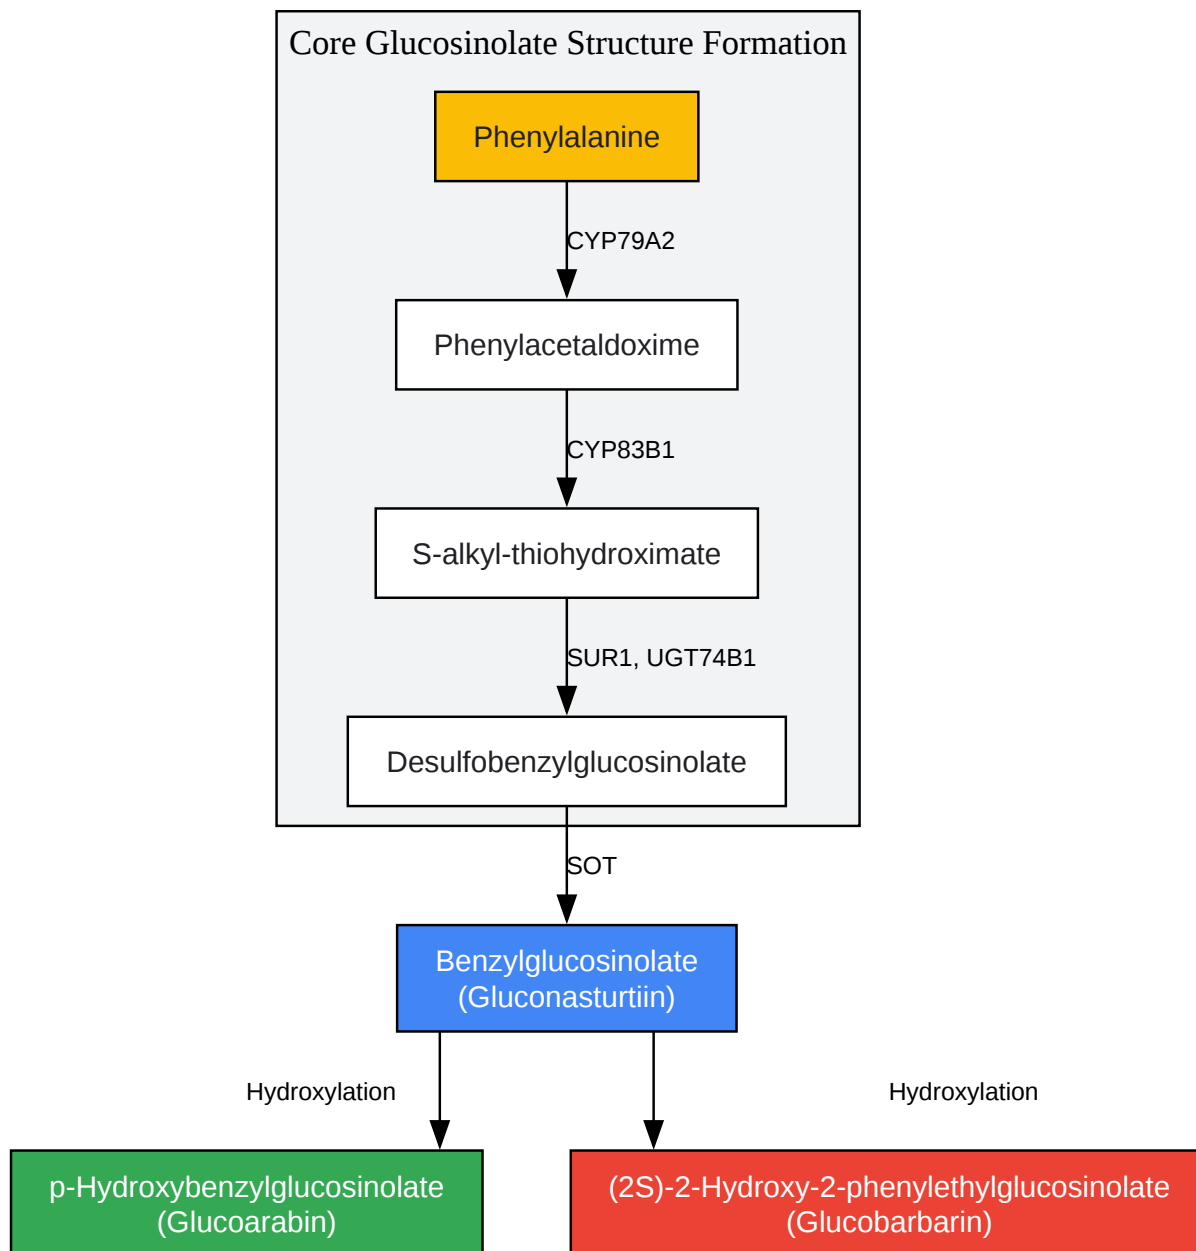 Core Glucosinolate Structure Formation
Phenylalanine
CYP79A2
Phenylacetaldoxime
CYP83B1
S-alkyl-thiohydroximate
SUR1, UGT74B1
Desulfobenzylglucosinolate
SOT
Benzylglucosinolate
(Gluconasturtiin)
Hydroxylation
Hydroxylation
p-Hydroxybenzylglucosinolate
(Glucoarabin)
(2S)-2-Hydroxy-2-phenylethylglucosinolate
(Glucobarbarin)